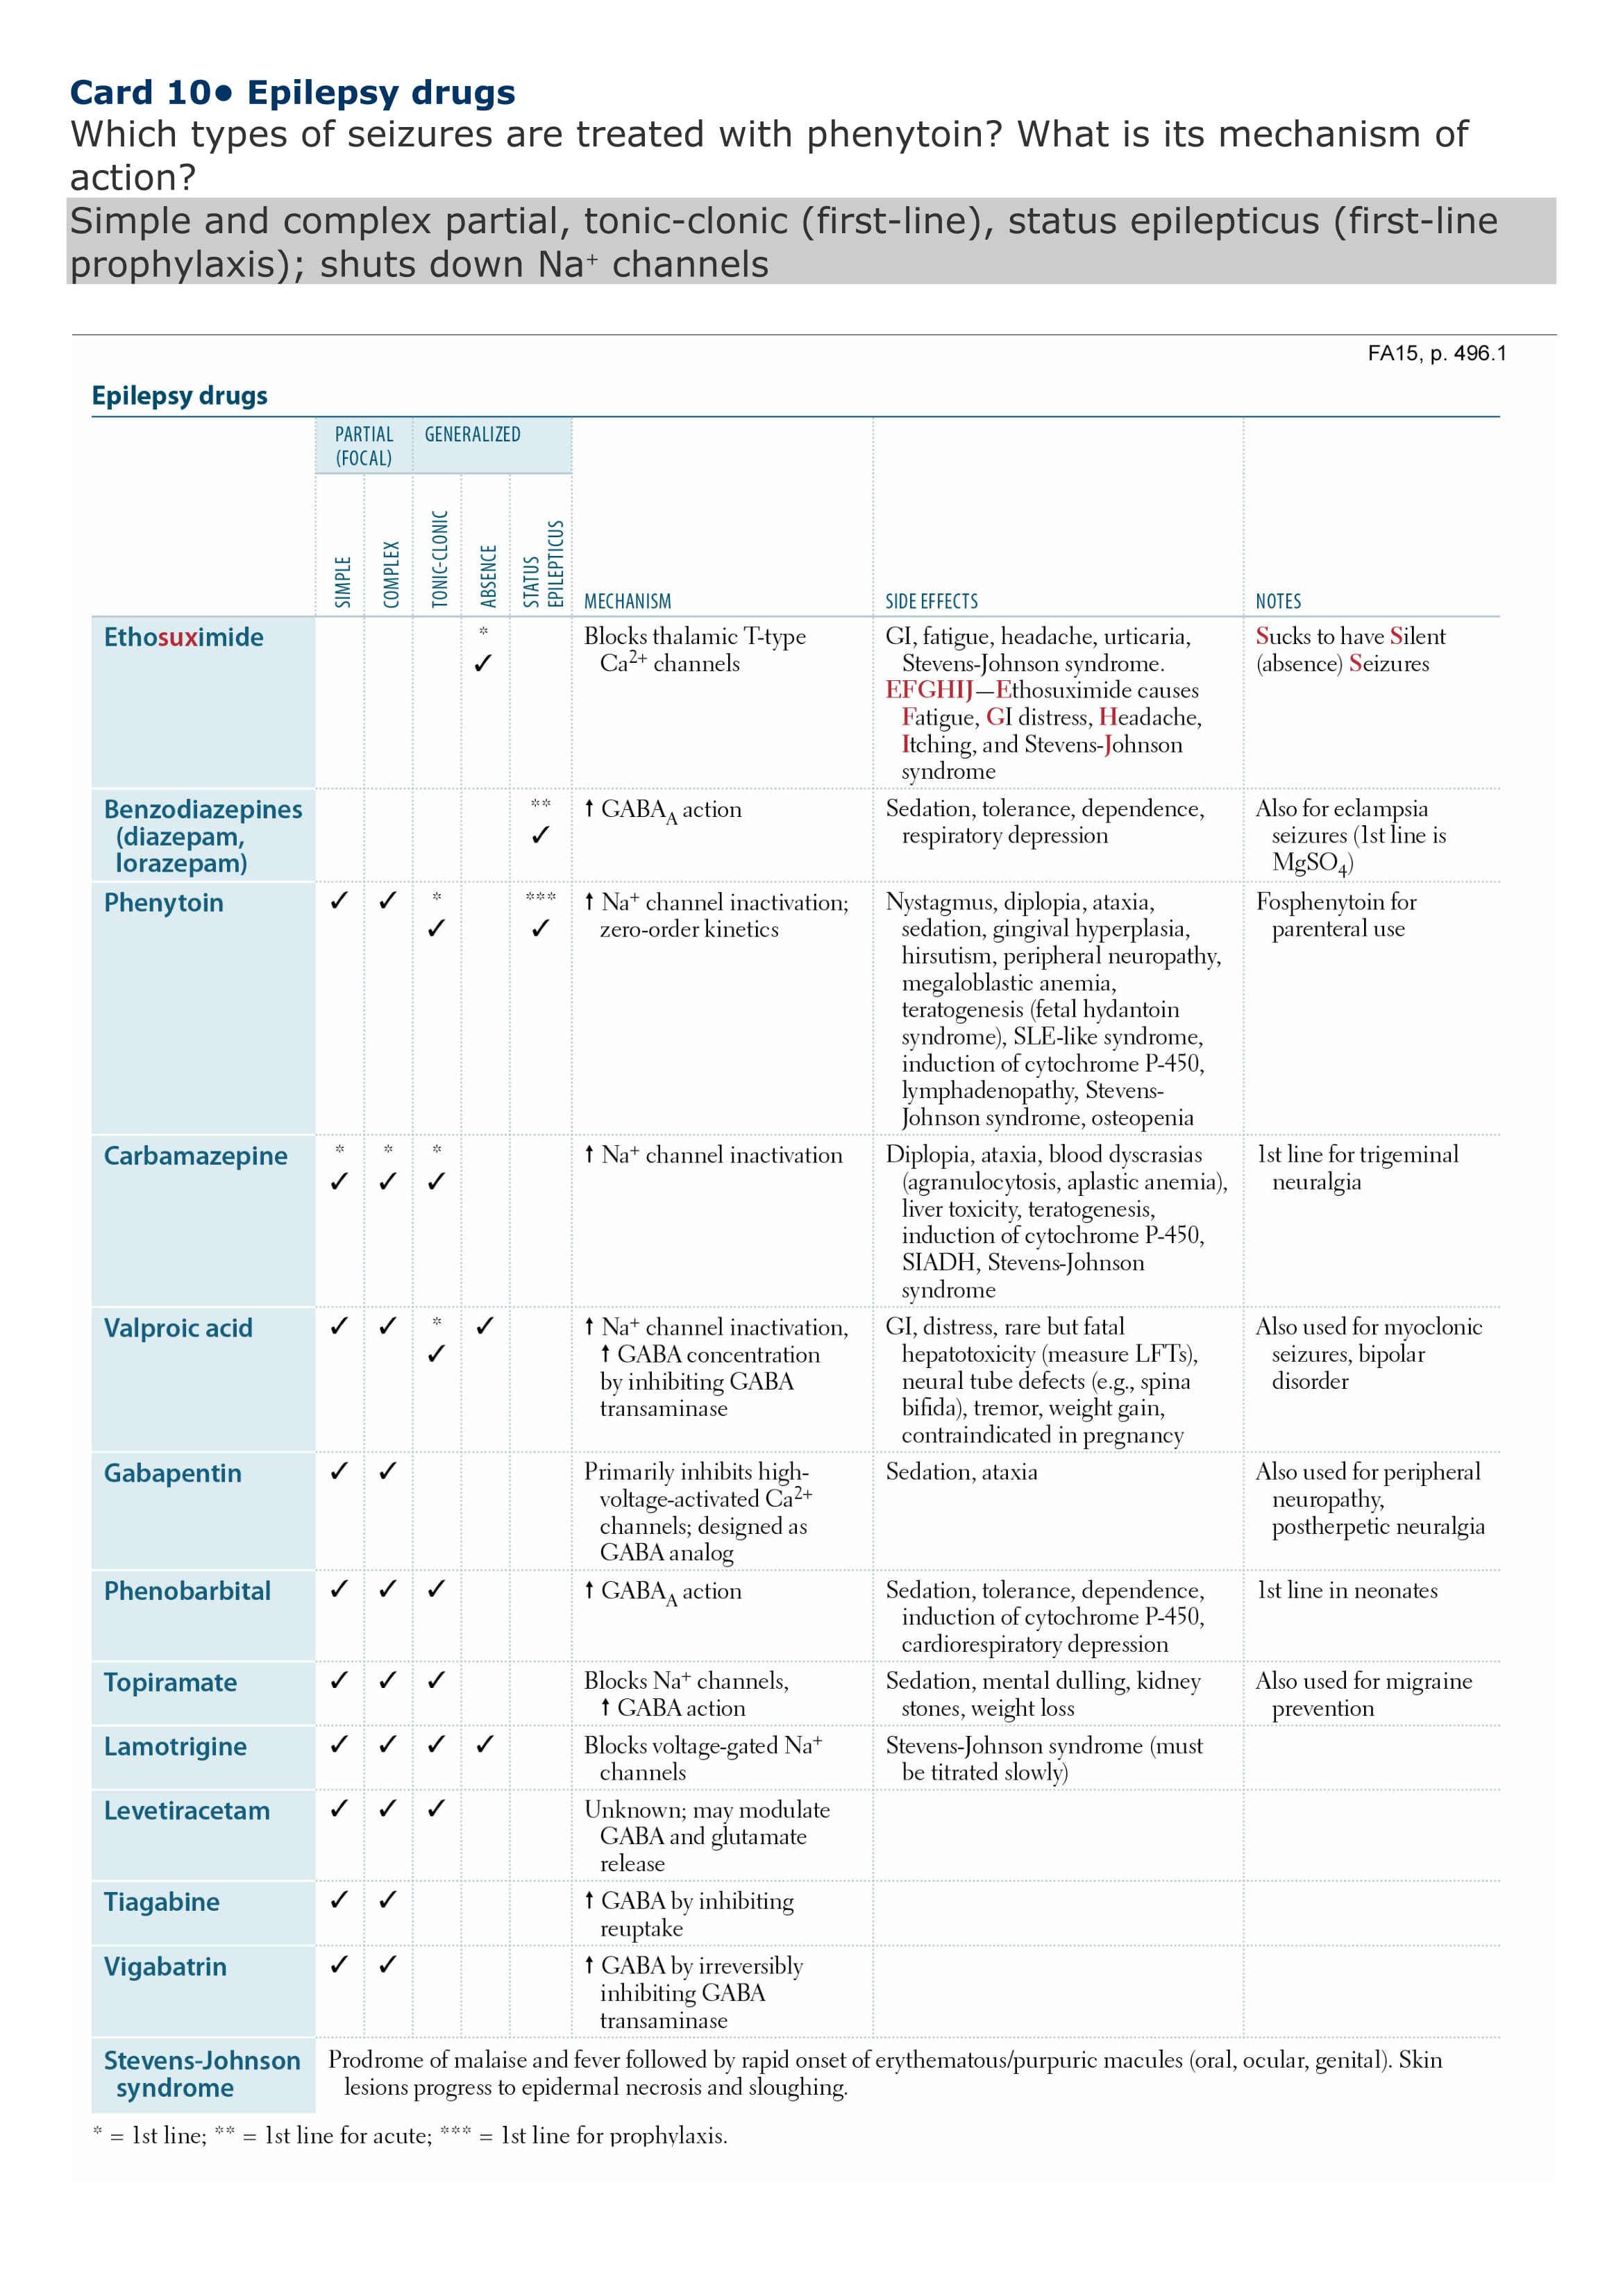 Card 10● Epilepsy drugs
Which types of seizures are treated with phenytoin? What is its mechanism of
action?
Simple and complex partial, tonic-clonic (first-line), status epilepticus (first-line
prophylaxis); shuts down Na⁺ channels
FA15, p. 496.1
Epilepsy drugs
PARTIAL
(FOCAL)
GENERALIZED
SIMPLE
COMPLEX
TONIC-CLONIC
ABSENCE
STATUS
EPILEPTICUS
MECHANISM
SIDE EFFECTS
NOTES
Ethosuximide
*
✓
Blocks thalamic T-type
Ca²⁺ channels
GI, fatigue, headache, urticaria,
Stevens-Johnson syndrome.
EFGHIJ—Ethosuximide causes
Fatigue, GI distress, Headache,
Itching, and Stevens-Johnson
syndrome
Sucks to have Silent
(absence) Seizures
Benzodiazepines
(diazepam,
lorazepam)
**
✓
↑ GABA_A action
Sedation, tolerance, dependence,
respiratory depression
Also for eclampsia
seizures (1st line is
MgSO₄)
Phenytoin
✓ ✓ * ***
✓ ✓
↑ Na⁺ channel inactivation;
zero-order kinetics
Nystagmus, diplopia, ataxia,
sedation, gingival hyperplasia,
hirsutism, peripheral neuropathy,
megaloblastic anemia,
teratogenesis (fetal hydantoin
syndrome), SLE-like syndrome,
induction of cytochrome P-450,
lymphadenopathy, Stevens-
Johnson syndrome, osteopenia
Fosphenytoin for
parenteral use
Carbamazepine
* * *
✓ ✓ ✓
↑ Na⁺ channel inactivation
Diplopia, ataxia, blood dyscrasias
(agranulocytosis, aplastic anemia),
liver toxicity, teratogenesis,
induction of cytochrome P-450,
SIADH, Stevens-Johnson
syndrome
1st line for trigeminal
neuralgia
Valproic acid
✓ ✓ * ✓
✓
↑ Na⁺ channel inactivation,
↑ GABA concentration
by inhibiting GABA
transaminase
GI, distress, rare but fatal
hepatotoxicity (measure LFTs),
neural tube defects (e.g., spina
bifida), tremor, weight gain,
contraindicated in pregnancy
Also used for myoclonic
seizures, bipolar
disorder
Gabapentin
✓ ✓
Primarily inhibits high-
voltage-activated Ca²⁺
channels; designed as
GABA analog
Sedation, ataxia
Also used for peripheral
neuropathy,
postherpetic neuralgia
Phenobarbital
✓ ✓ ✓
↑ GABA_A action
Sedation, tolerance, dependence,
induction of cytochrome P-450,
cardiorespiratory depression
1st line in neonates
Topiramate
✓ ✓ ✓
Blocks Na⁺ channels,
↑ GABA action
Sedation, mental dulling, kidney
stones, weight loss
Also used for migraine
prevention
Lamotrigine
✓ ✓ ✓ ✓
Blocks voltage-gated Na⁺
channels
Stevens-Johnson syndrome (must
be titrated slowly)
Levetiracetam
✓ ✓ ✓
Unknown; may modulate
GABA and glutamate
release
Tiagabine
✓ ✓
↑ GABA by inhibiting
reuptake
Vigabatrin
✓ ✓
↑ GABA by irreversibly
inhibiting GABA
transaminase
Stevens-Johnson
syndrome
Prodrome of malaise and fever followed by rapid onset of erythematous/purpuric macules (oral, ocular, genital). Skin
lesions progress to epidermal necrosis and sloughing.
* = 1st line; ** = 1st line for acute; *** = 1st line for prophylaxis.